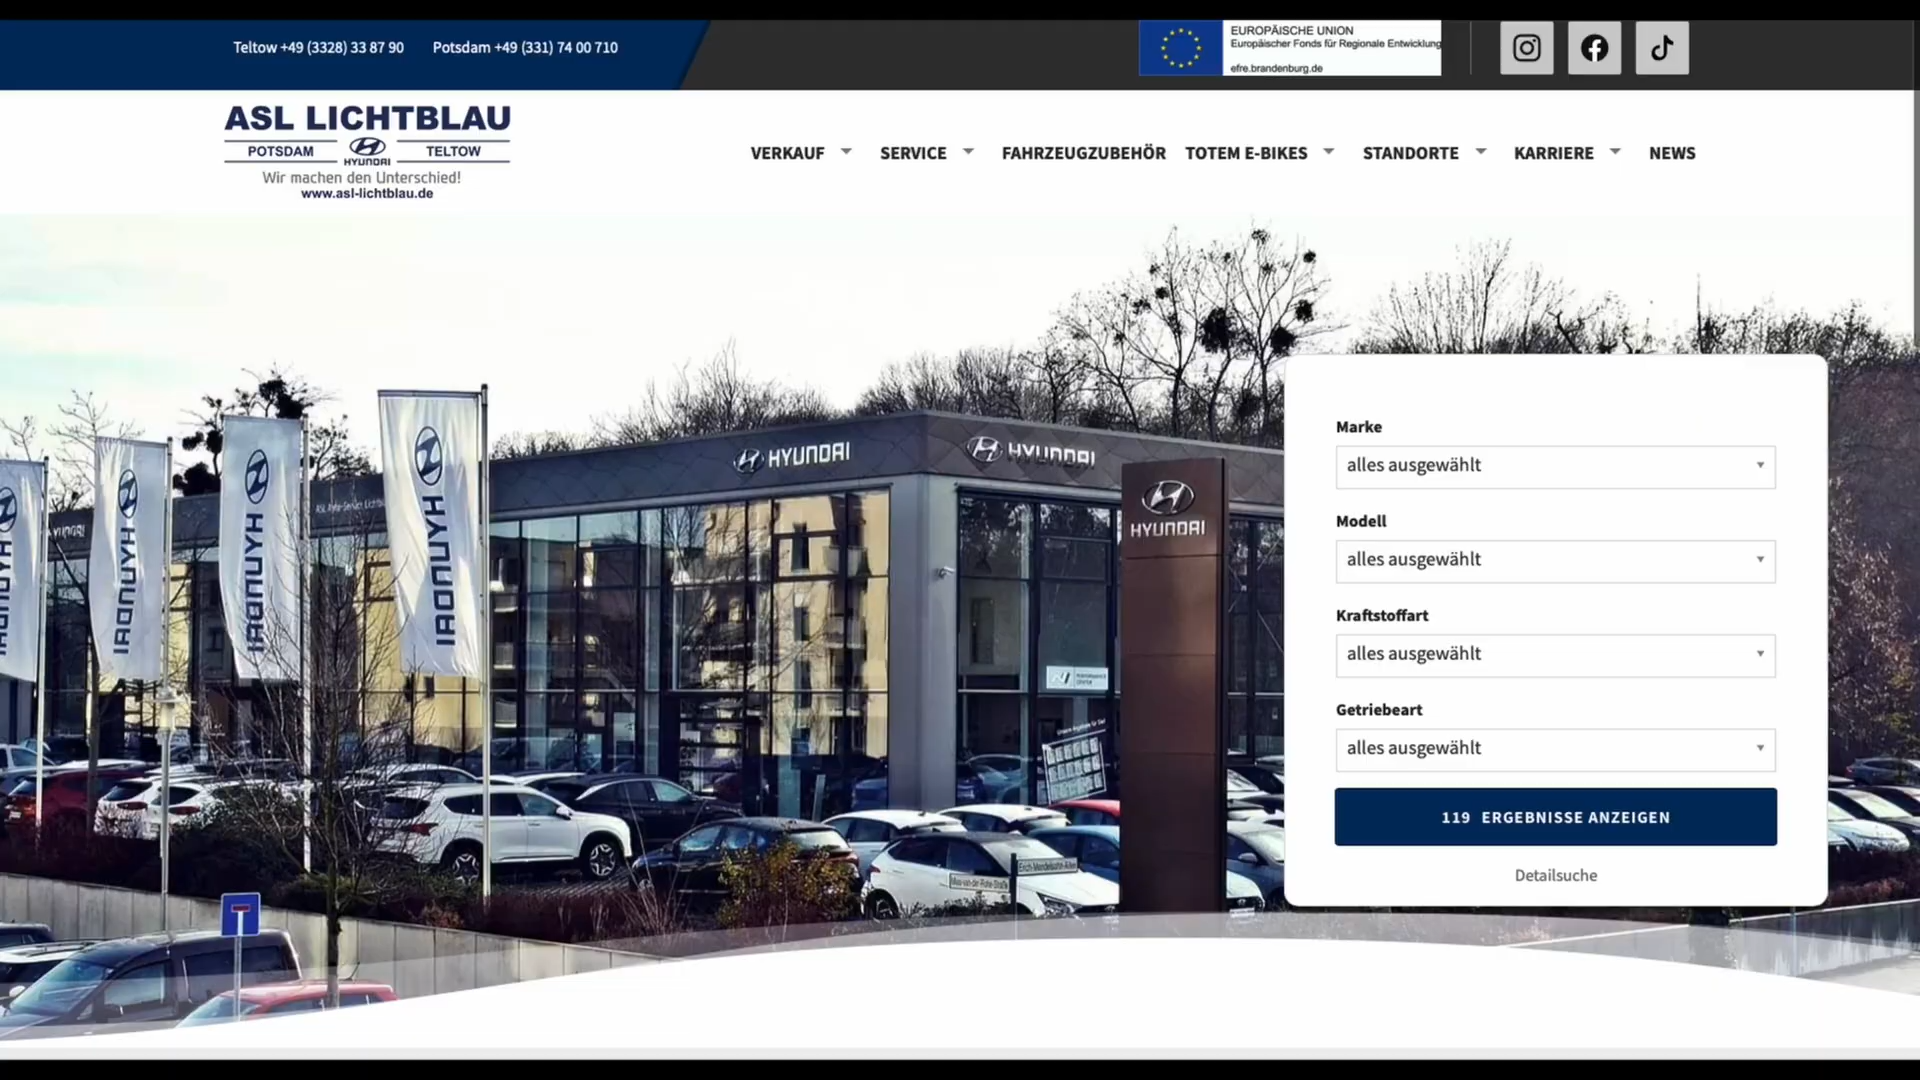 Teltow +49 (3328) 33 87 90 Potsdam +49 (331) 74 00 710
EUROPÄISCHE UNION
Europäischer Fonds für Regionale Entwicklung
efre.brandenburg.de
ASL LICHTBLAU
POTSDAM HYUNDAI TELTOW
Wir machen den Unterschied!
www.asl-lichtblau.de
VERKAUF SERVICE FAHRZEUGZUBEHÖR TOTEM E-BIKES STANDORTE KARRIERE NEWS
HYUNDAI
HYUNDAI
HYUNDAI
HYUNDAI
HYUNDAI
HYUNDAI
HYUNDAI
HYUNDAI
Marke
alles ausgewählt
Modell
alles ausgewählt
Kraftstoffart
alles ausgewählt
Getriebeart
alles ausgewählt
119 ERGEBNISSE ANZEIGEN
Detailsuche